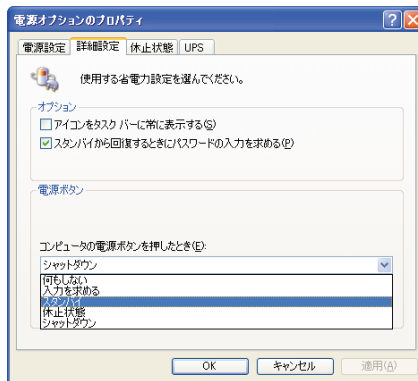 電源オプションのプロパティ
電源設定 詳細設定 休止状態 UPS
使用する省電力設定を選んでください。
オプション
アイコンをタスク バーに常に表示する(S)
スタンバイから回復するときにパスワードの入力を求める(P)
電源ボタン
コンピュータの電源ボタンを押したとき(E):
シャットダウン
何もしない
入力を求める
スタンバイ
休止状態
シャットダウン
OK キャンセル 適用(A)